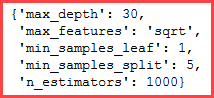 {'max_depth': 30,
'max_features': 'sqrt',
'min_samples_leaf': 1,
'min_samples_split': 5,
'n_estimators': 1000}